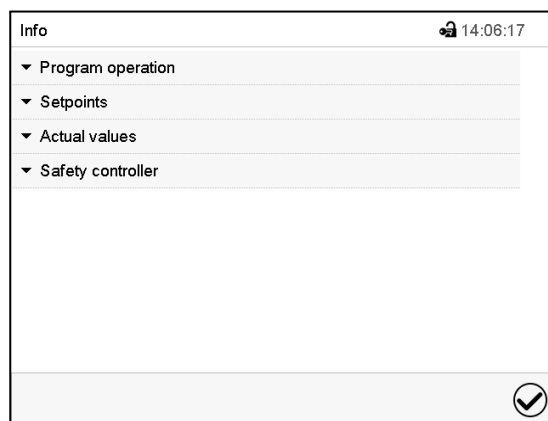 Info 14:06:17
Program operation
Setpoints
Actual values
Safety controller